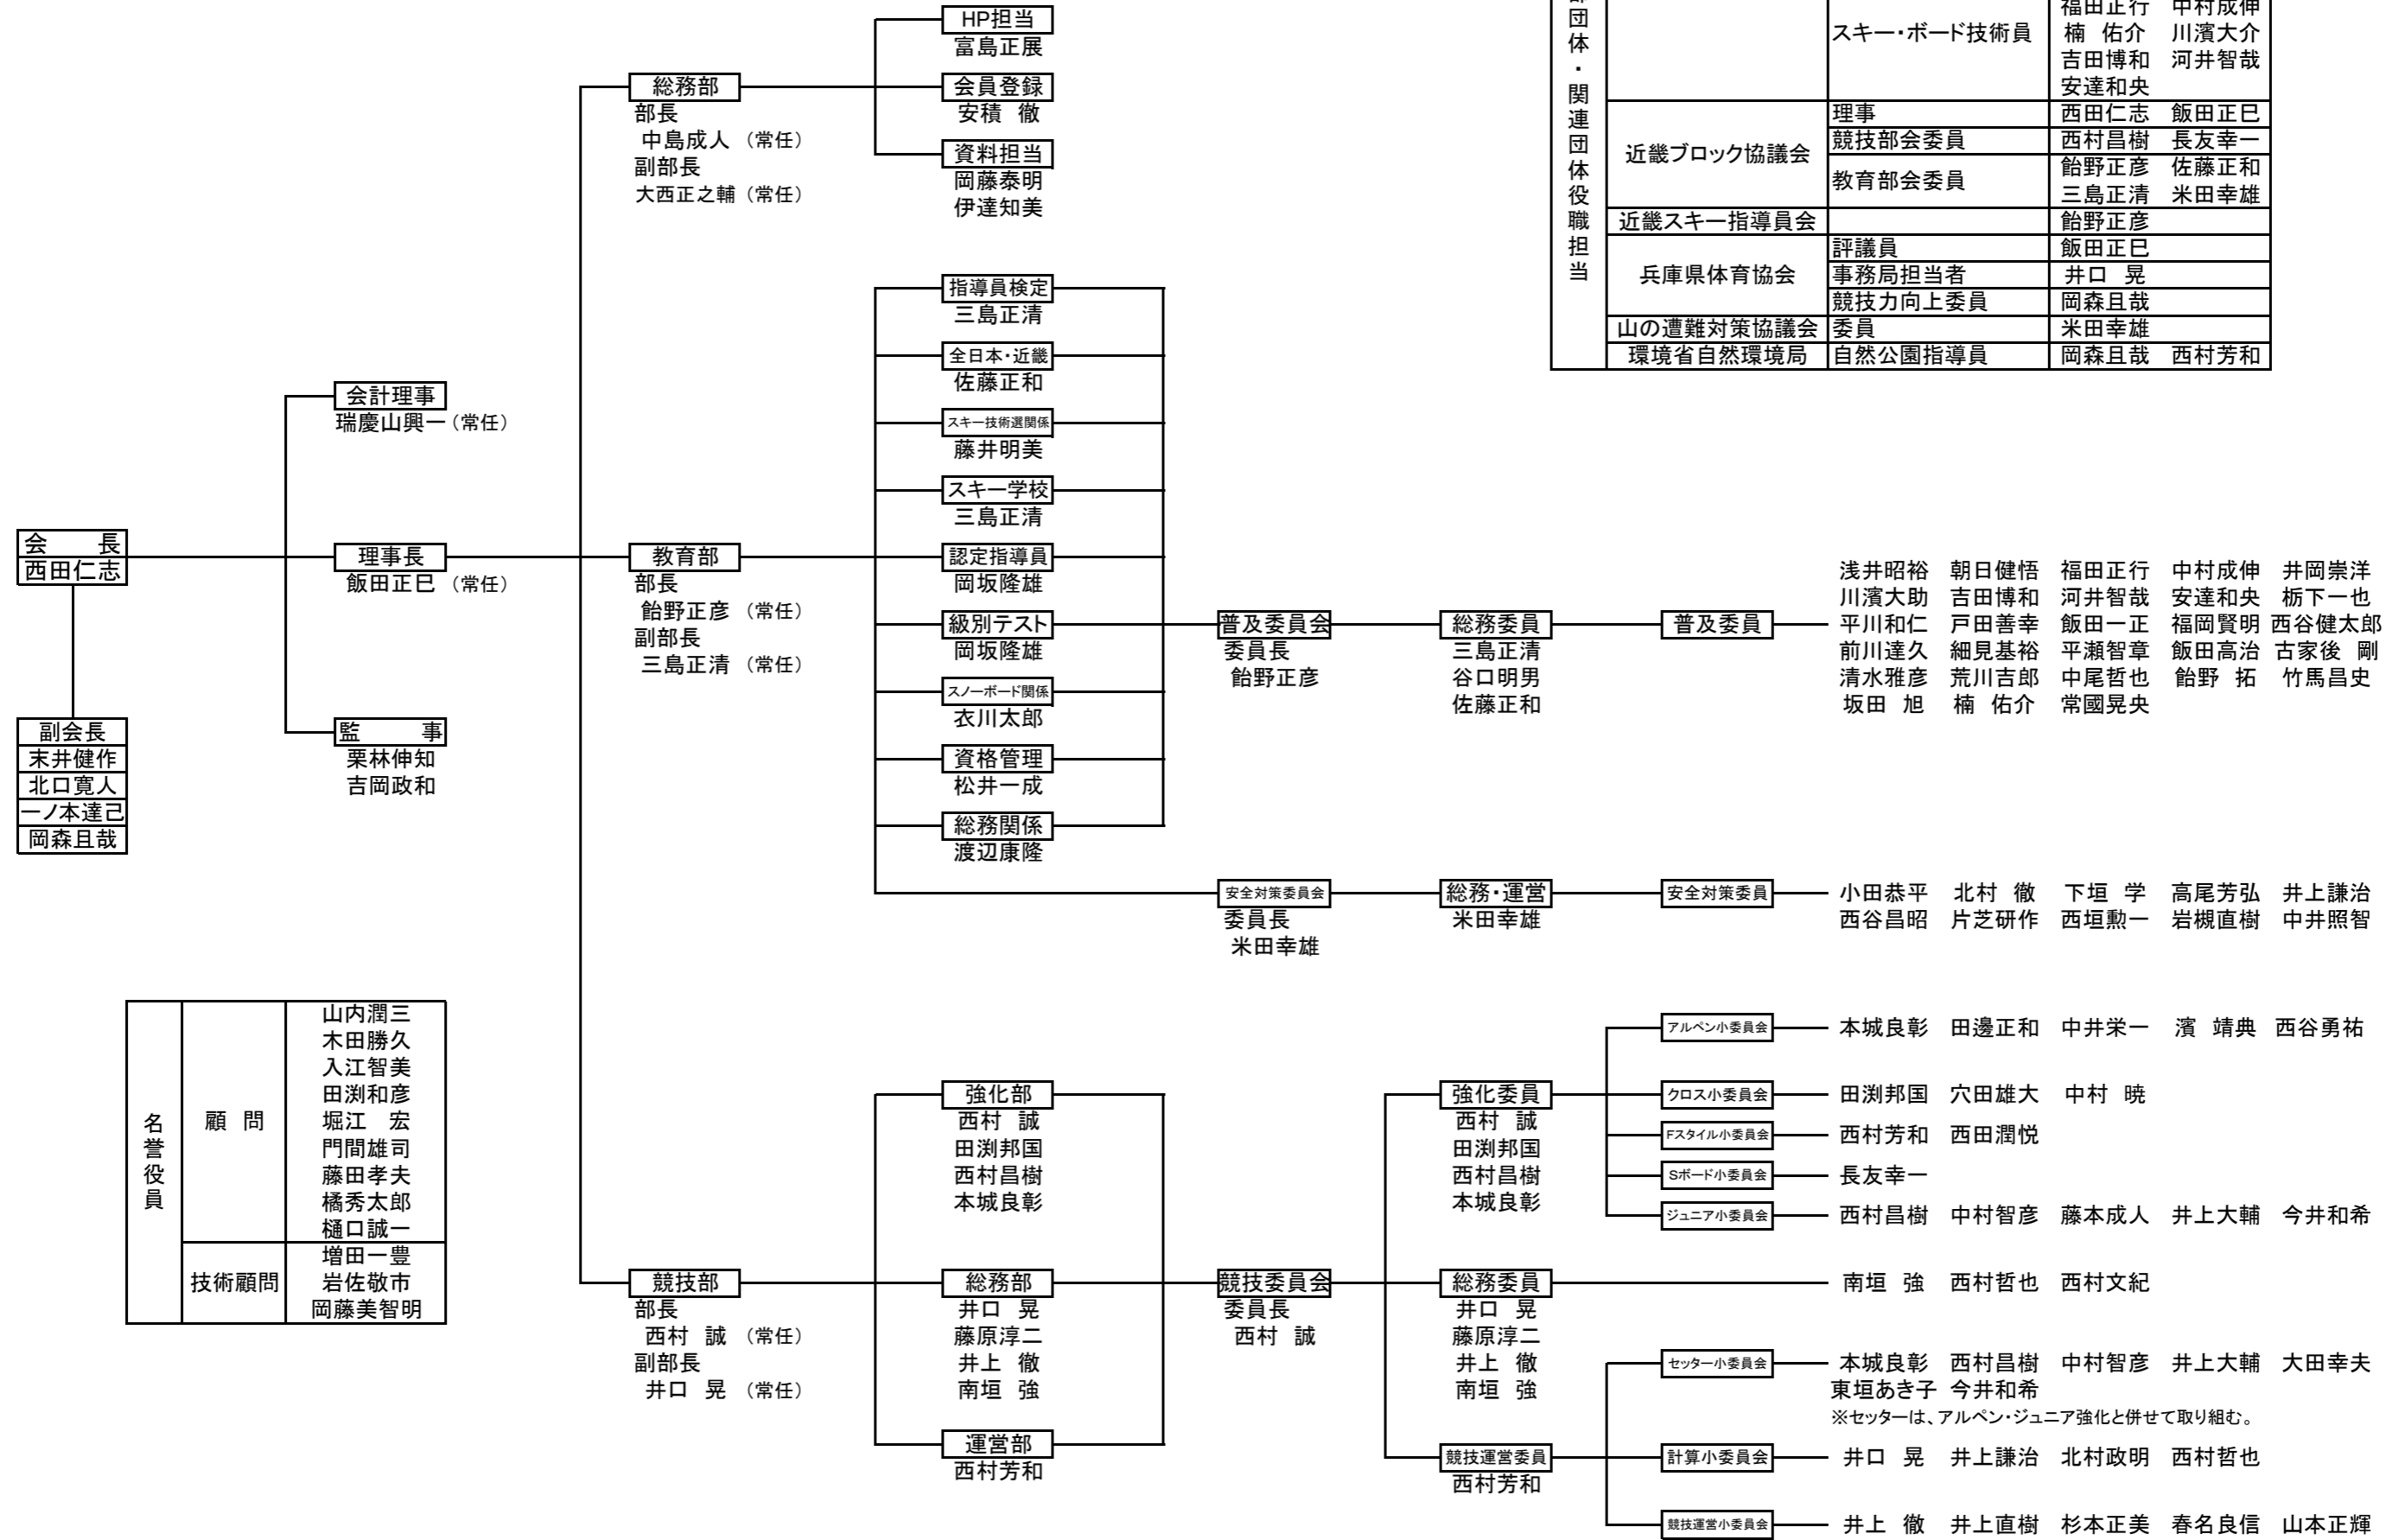 会　　長
西田仁志
副会長
末井健作
北口寛人
一ノ本達己
岡森且哉
会計理事
瑞慶山興一（常任）
理事長
飯田正巳 （常任）
監　　事
栗林伸知
吉岡政和
名誉役員
顧 問
山内潤三
木田勝久
入江智美
田渕和彦
堀江　宏
門間雄司
藤田孝夫
橘秀太郎
樋口誠一
技術顧問
増田一豊
岩佐敬市
岡藤美智明
総務部
部長
中島成人 （常任）
副部長
大西正之輔 （常任）
HP担当
富島正展
会員登録
安積 徹
資料担当
岡藤泰明
伊達知美
教育部
部長
飴野正彦 （常任）
副部長
三島正清 （常任）
指導員検定
三島正清
全日本・近畿
佐藤正和
スキー技術選関係
藤井明美
スキー学校
三島正清
認定指導員
岡坂隆雄
級別テスト
岡坂隆雄
スノーボード関係
衣川太郎
資格管理
松井一成
総務関係
渡辺康隆
普及委員会
委員長
飴野正彦
総務委員
三島正清
谷口明男
佐藤正和
普及委員
浅井昭裕 朝日健悟 福田正行 中村成伸 井岡崇洋
川濱大助 吉田博和 河井智哉 安達和央 栃下一也
平川和仁 戸田善幸 飯田一正 福岡賢明 西谷健太郎
前川達久 細見基裕 平瀬智章 飯田高治 古家後 剛
清水雅彦 荒川吉郎 中尾哲也 飴野 拓 竹馬昌史
坂田 旭 楠 佑介 常國晃央
安全対策委員会
委員長
米田幸雄
総務・運営
米田幸雄
安全対策委員
小田恭平 北村 徹 下垣 学 高尾芳弘 井上謙治
西谷昌昭 片芝研作 西垣勲一 岩槻直樹 中井照智
競技部
部長
西村 誠 （常任）
副部長
井口 晃 （常任）
強化部
西村 誠
田渕邦国
西村昌樹
本城良彰
総務部
井口 晃
藤原淳二
井上 徹
南垣 強
運営部
西村芳和
競技委員会
委員長
西村 誠
強化委員
西村 誠
田渕邦国
西村昌樹
本城良彰
アルペン小委員会
本城良彰 田邊正和 中井栄一 濱 靖典 西谷勇祐
クロス小委員会
田渕邦国 穴田雄大 中村 暁
Fスタイル小委員会
西村芳和 西田潤悦
Sボード小委員会
長友幸一
ジュニア小委員会
西村昌樹 中村智彦 藤本成人 井上大輔 今井和希
総務委員
井口 晃
藤原淳二
井上 徹
南垣 強
南垣 強 西村哲也 西村文紀
競技運営委員
西村芳和
セッター小委員会
本城良彰 西村昌樹 中村智彦 井上大輔 大田幸夫
東垣あき子 今井和希
※セッターは、アルペン・ジュニア強化と併せて取り組む。
計算小委員会
井口 晃 井上謙治 北村政明 西村哲也
競技運営小委員会
井上 徹 井上直樹 杉本正美 春名良信 山本正輝
部団体・関連団体役職担当
スキー・ボード技術員
福田正行 中村成伸
楠 佑介 川濱大介
吉田博和 河井智哉
安達和央
近畿ブロック協議会
理事
西田仁志 飯田正巳
競技部会委員
西村昌樹 長友幸一
教育部会委員
飴野正彦 佐藤正和
三島正清 米田幸雄
近畿スキー指導員会
飴野正彦
兵庫県体育協会
評議員
飯田正巳
事務局担当者
井口 晃
競技力向上委員
岡森且哉
山の遭難対策協議会
委員
米田幸雄
環境省自然環境局
自然公園指導員
岡森且哉 西村芳和